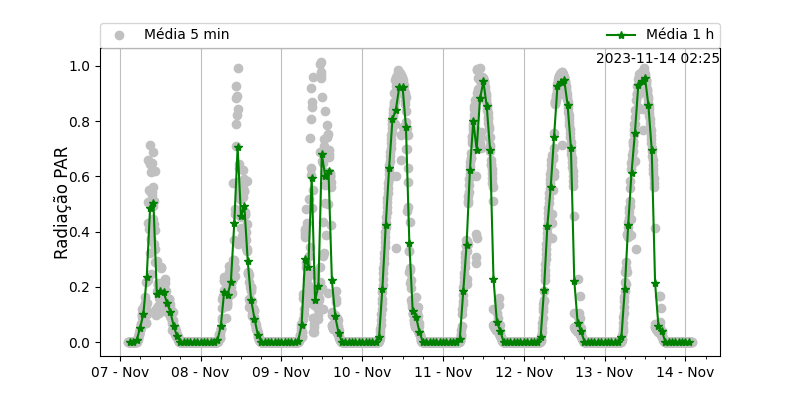 Média 5 min
Média 1 h
2023-11-14 02:25
Radiação PAR
1.0
0.8
0.6
0.4
0.2
0.0
07 - Nov
08 - Nov
09 - Nov
10 - Nov
11 - Nov
12 - Nov
13 - Nov
14 - Nov